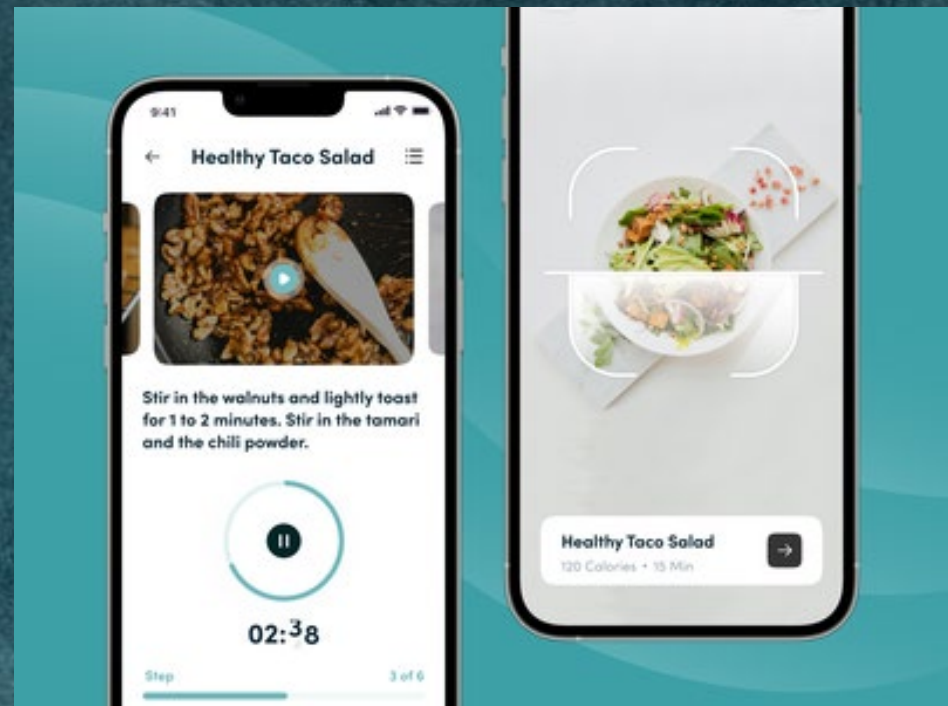 9:41
Healthy Taco Salad
Stir in the walnuts and lightly toast
for 1 to 2 minutes. Stir in the tamari
and the chili powder.
02:38
Step 3 of 6
Healthy Taco Salad
120 Calories • 15 Min